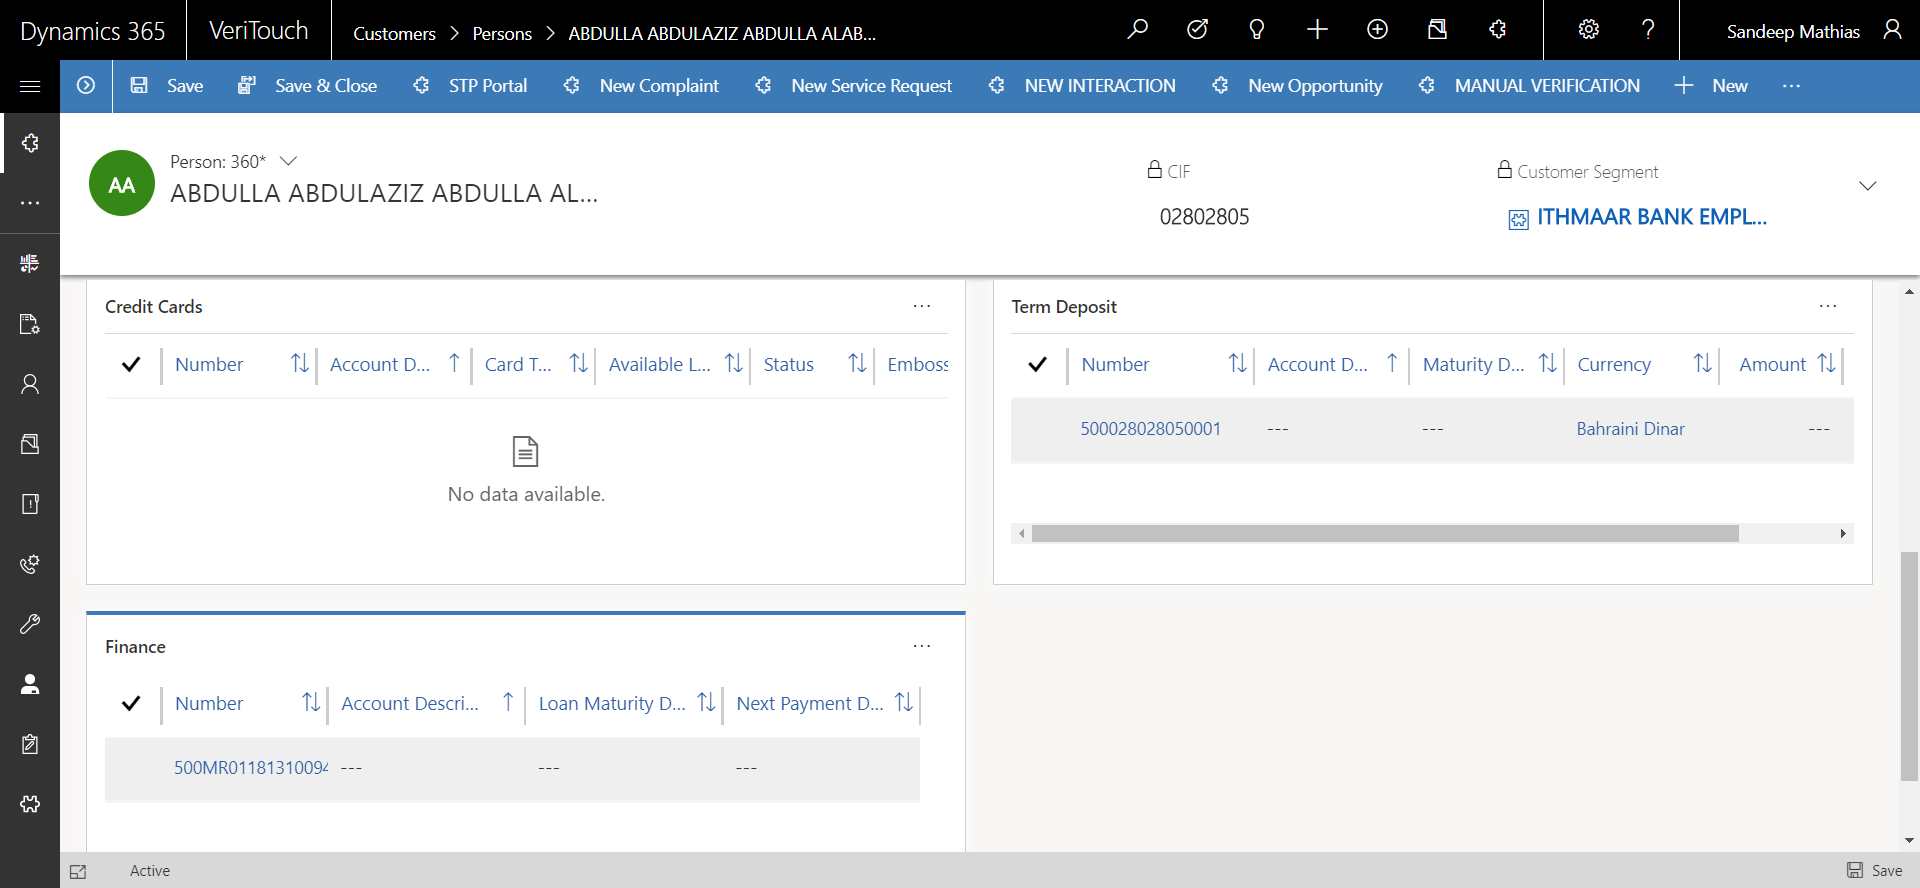 Dynamics 365 VeriTouch Customers > Persons > ABDULLA ABDULAZIZ ABDULLA ALAB... Sandeep Mathias
Save Save & Close STP Portal New Complaint New Service Request NEW INTERACTION New Opportunity MANUAL VERIFICATION New ...
AA
Person: 360*
ABDULLA ABDULAZIZ ABDULLA AL...
CIF
02802805
Customer Segment
ITHMAAR BANK EMPL...
Credit Cards ...
Number Account D... Card T... Available L... Status Emboss
No data available.
Term Deposit ...
Number Account D... Maturity D... Currency Amount
500028028050001 --- --- Bahraini Dinar ---
Finance ...
Number Account Descri... Loan Maturity D... Next Payment D...
500MR01181310094 --- --- ---
Active Save